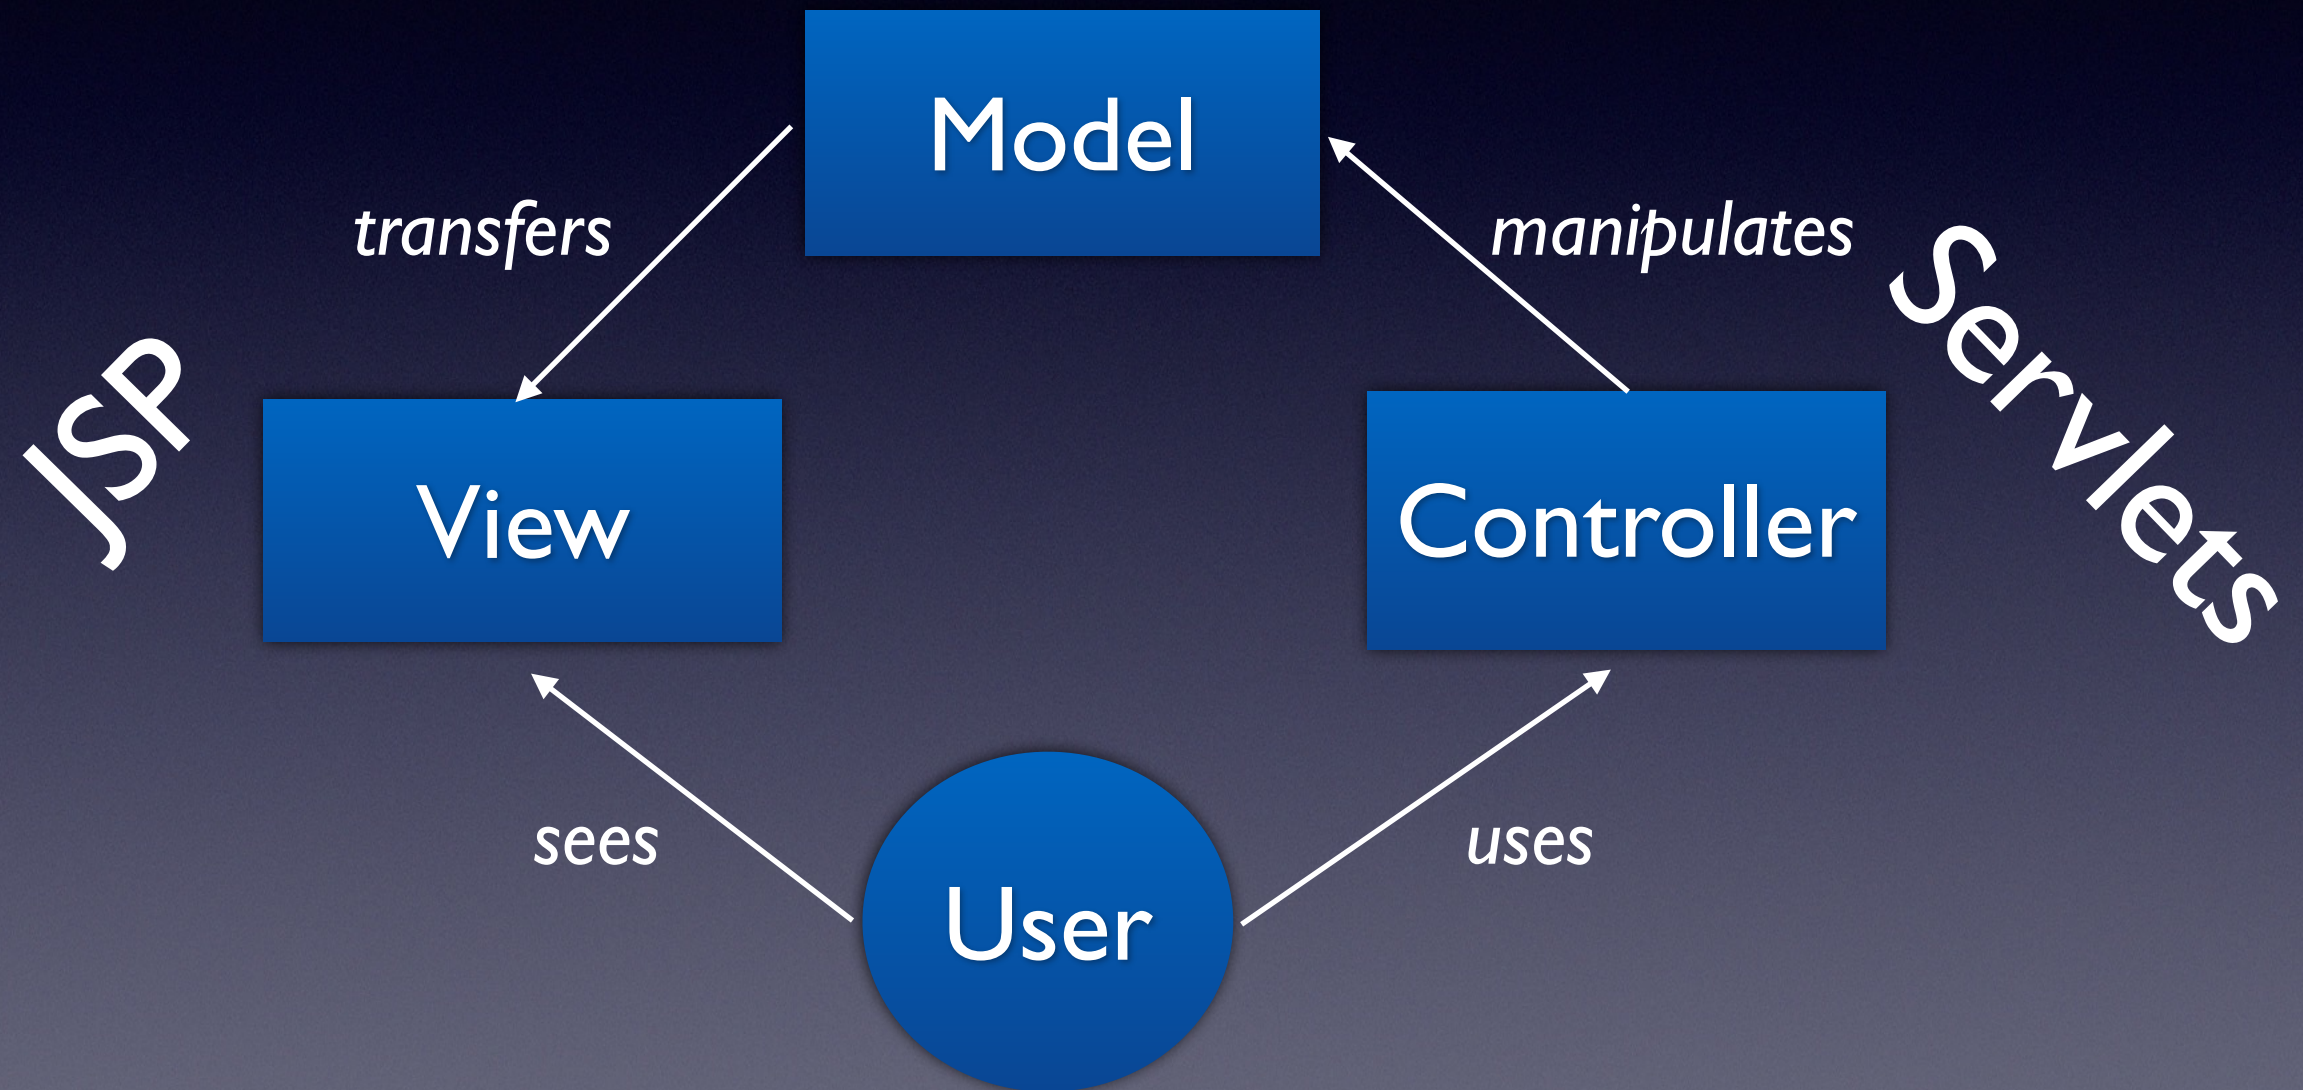 Model
transfers
manipulates
JSP
Servlets
View
Controller
sees
uses
User